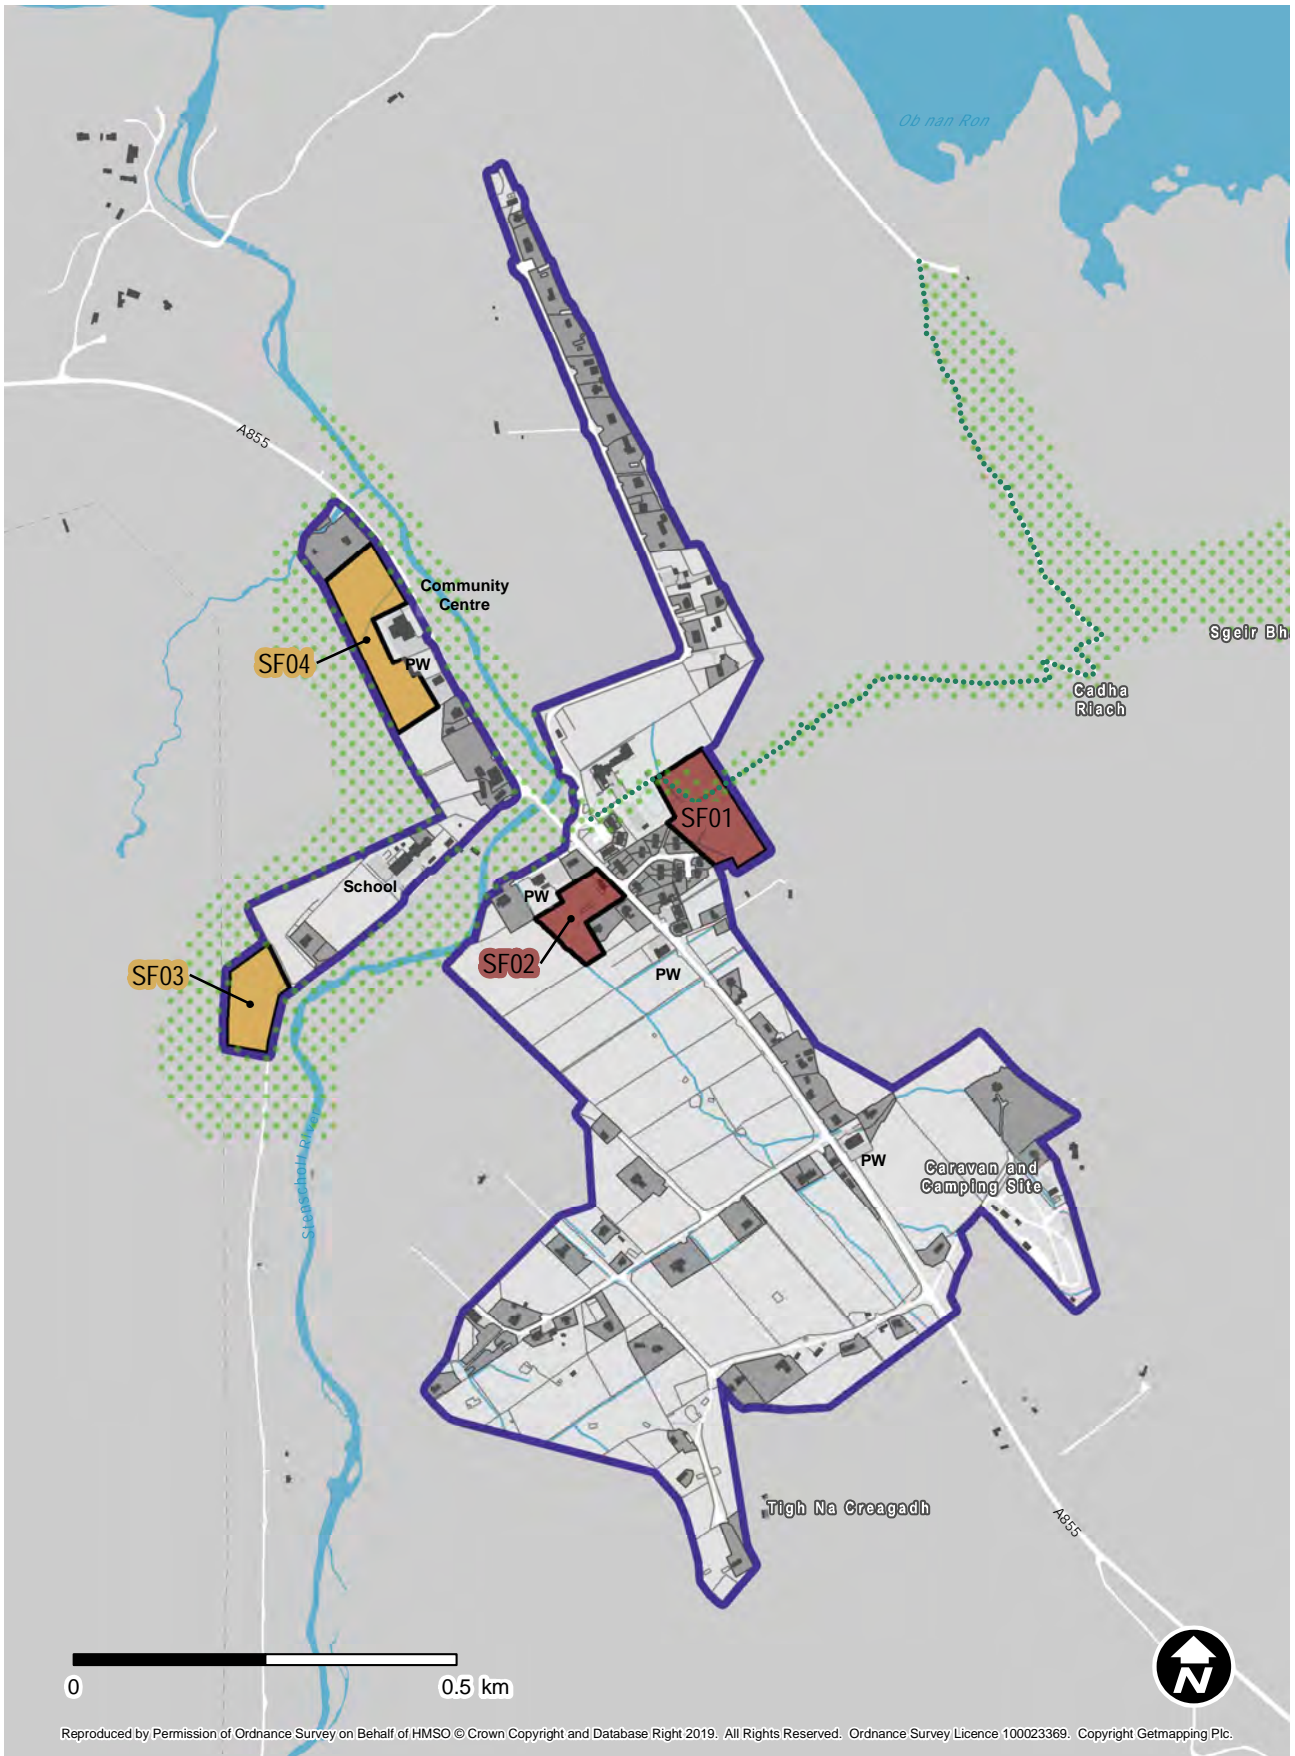 Ob nan Ron
A855
Community
Centre
SF04
PW
Sgeir Bh
Cadha
Riach
SF01
School
PW
SF02
PW
SF03
Stenscholl River
PW
Caravan and
Camping Site
Tigh Na Creagadh
A855
0
0.5 km
N
Reproduced by Permission of Ordnance Survey on Behalf of HMSO © Crown Copyright and Database Right 2019. All Rights Reserved. Ordnance Survey Licence 100023369. Copyright Getmapping Plc.